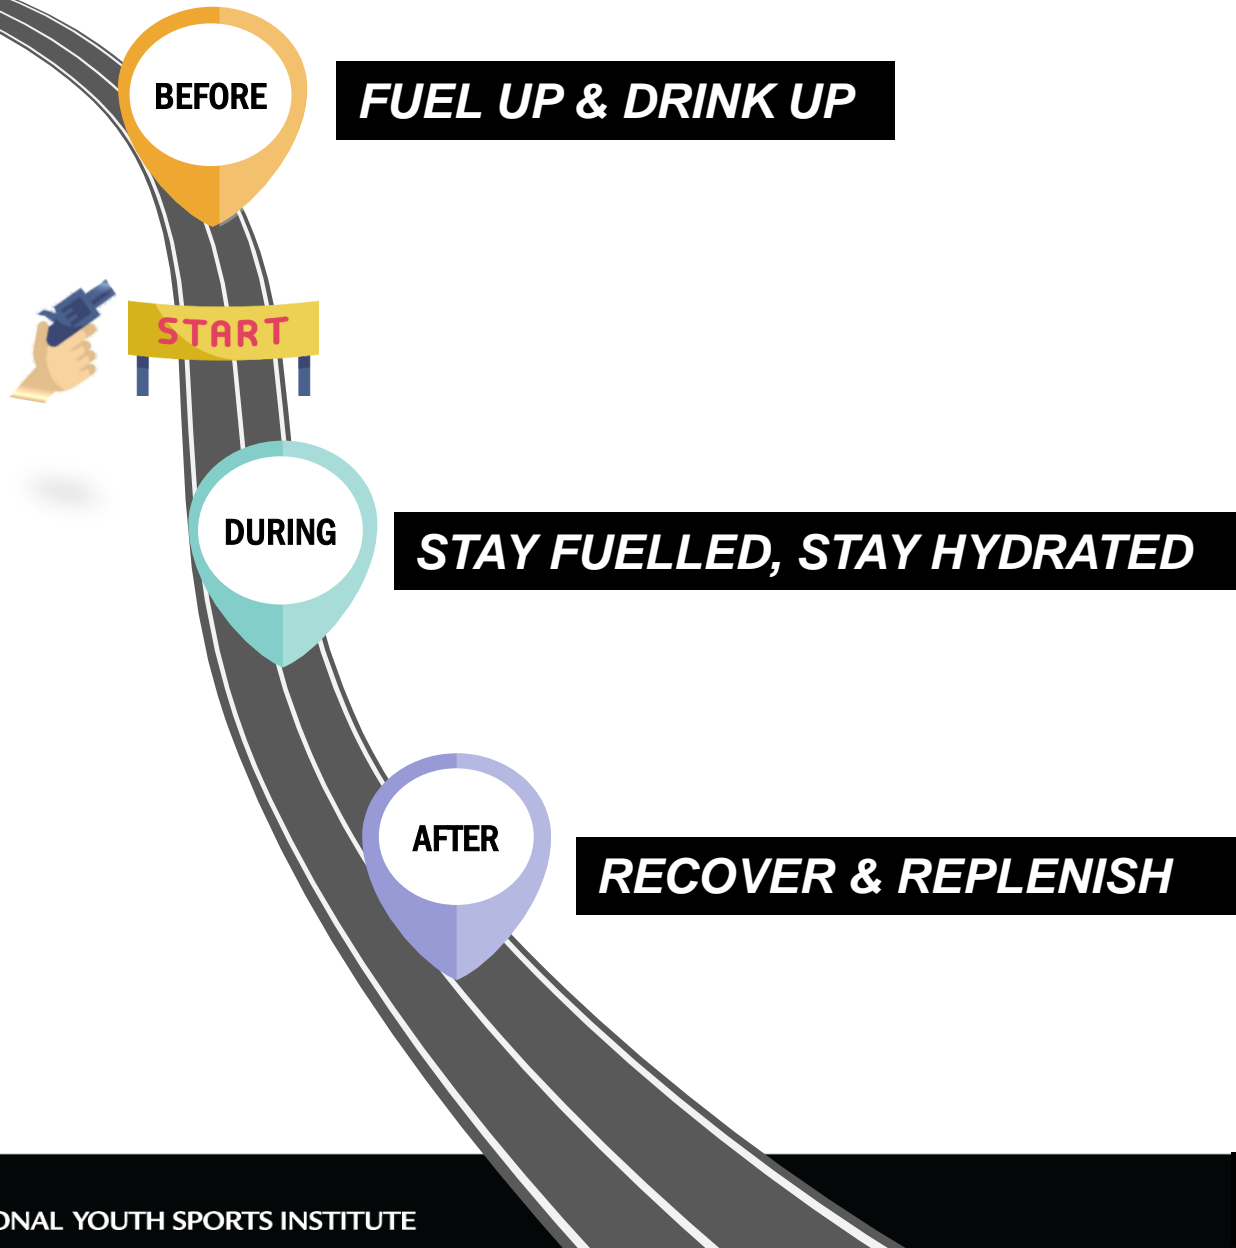 BEFORE
FUEL UP & DRINK UP
START
DURING
STAY FUELLED, STAY HYDRATED
AFTER
RECOVER & REPLENISH
ONAL YOUTH SPORTS INSTITUTE